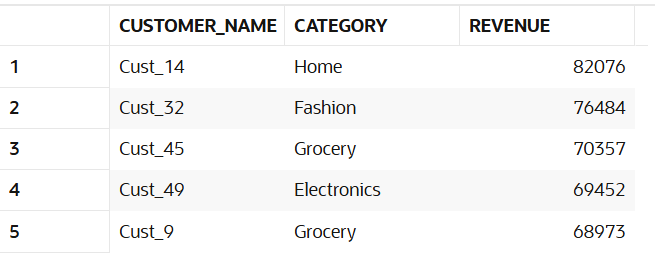 CUSTOMER_NAME CATEGORY REVENUE
1 Cust_14 Home 82076
2 Cust_32 Fashion 76484
3 Cust_45 Grocery 70357
4 Cust_49 Electronics 69452
5 Cust_9 Grocery 68973